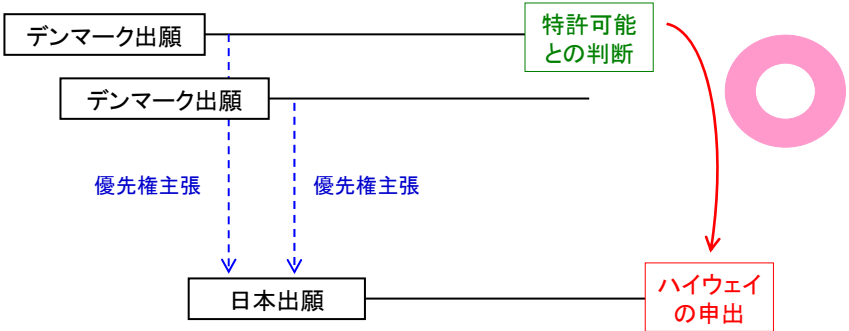 デンマーク出願
特許可能
との判断
デンマーク出願
優先権主張
優先権主張
日本出願
ハイウェイ
の申出